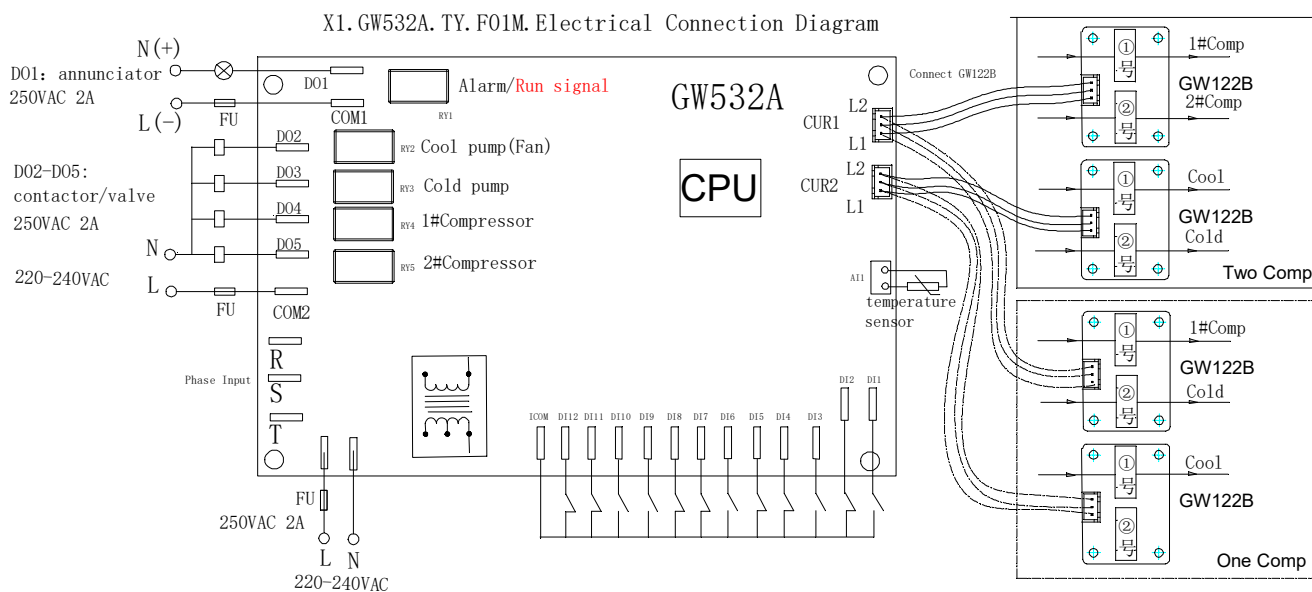 X1.GW532A.TY.F01M.Electrical Connection Diagram
N(+)
DO1: annunciator
250VAC 2A
L(-)
FU
DO1
COM1
Alarm/Run signal
RY1
GW532A
DO2-DO5:
contactor/valve
250VAC 2A
N
220-240VAC
L
FU
DO2
DO3
DO4
DO5
COM2
RY2 Cool pump(Fan)
RY3 Cold pump
RY4 1#Compressor
RY5 2#Compressor
CPU
Connect GW122B
L2
CUR1
L1
L2
CUR2
L1
AI1
temperature
sensor
Phase Input
R
S
T
FU
250VAC 2A
L N
220-240VAC
ICOM DI12 DI11 DI10 DI9 DI8 DI7 DI6 DI5 DI4 DI3 DI2 DI1
①号
1#Comp
GW122B
②号
2#Comp
①号
Cool
GW122B
②号
Cold
Two Comp
①号
1#Comp
GW122B
②号
Cold
①号
Cool
GW122B
②号
One Comp